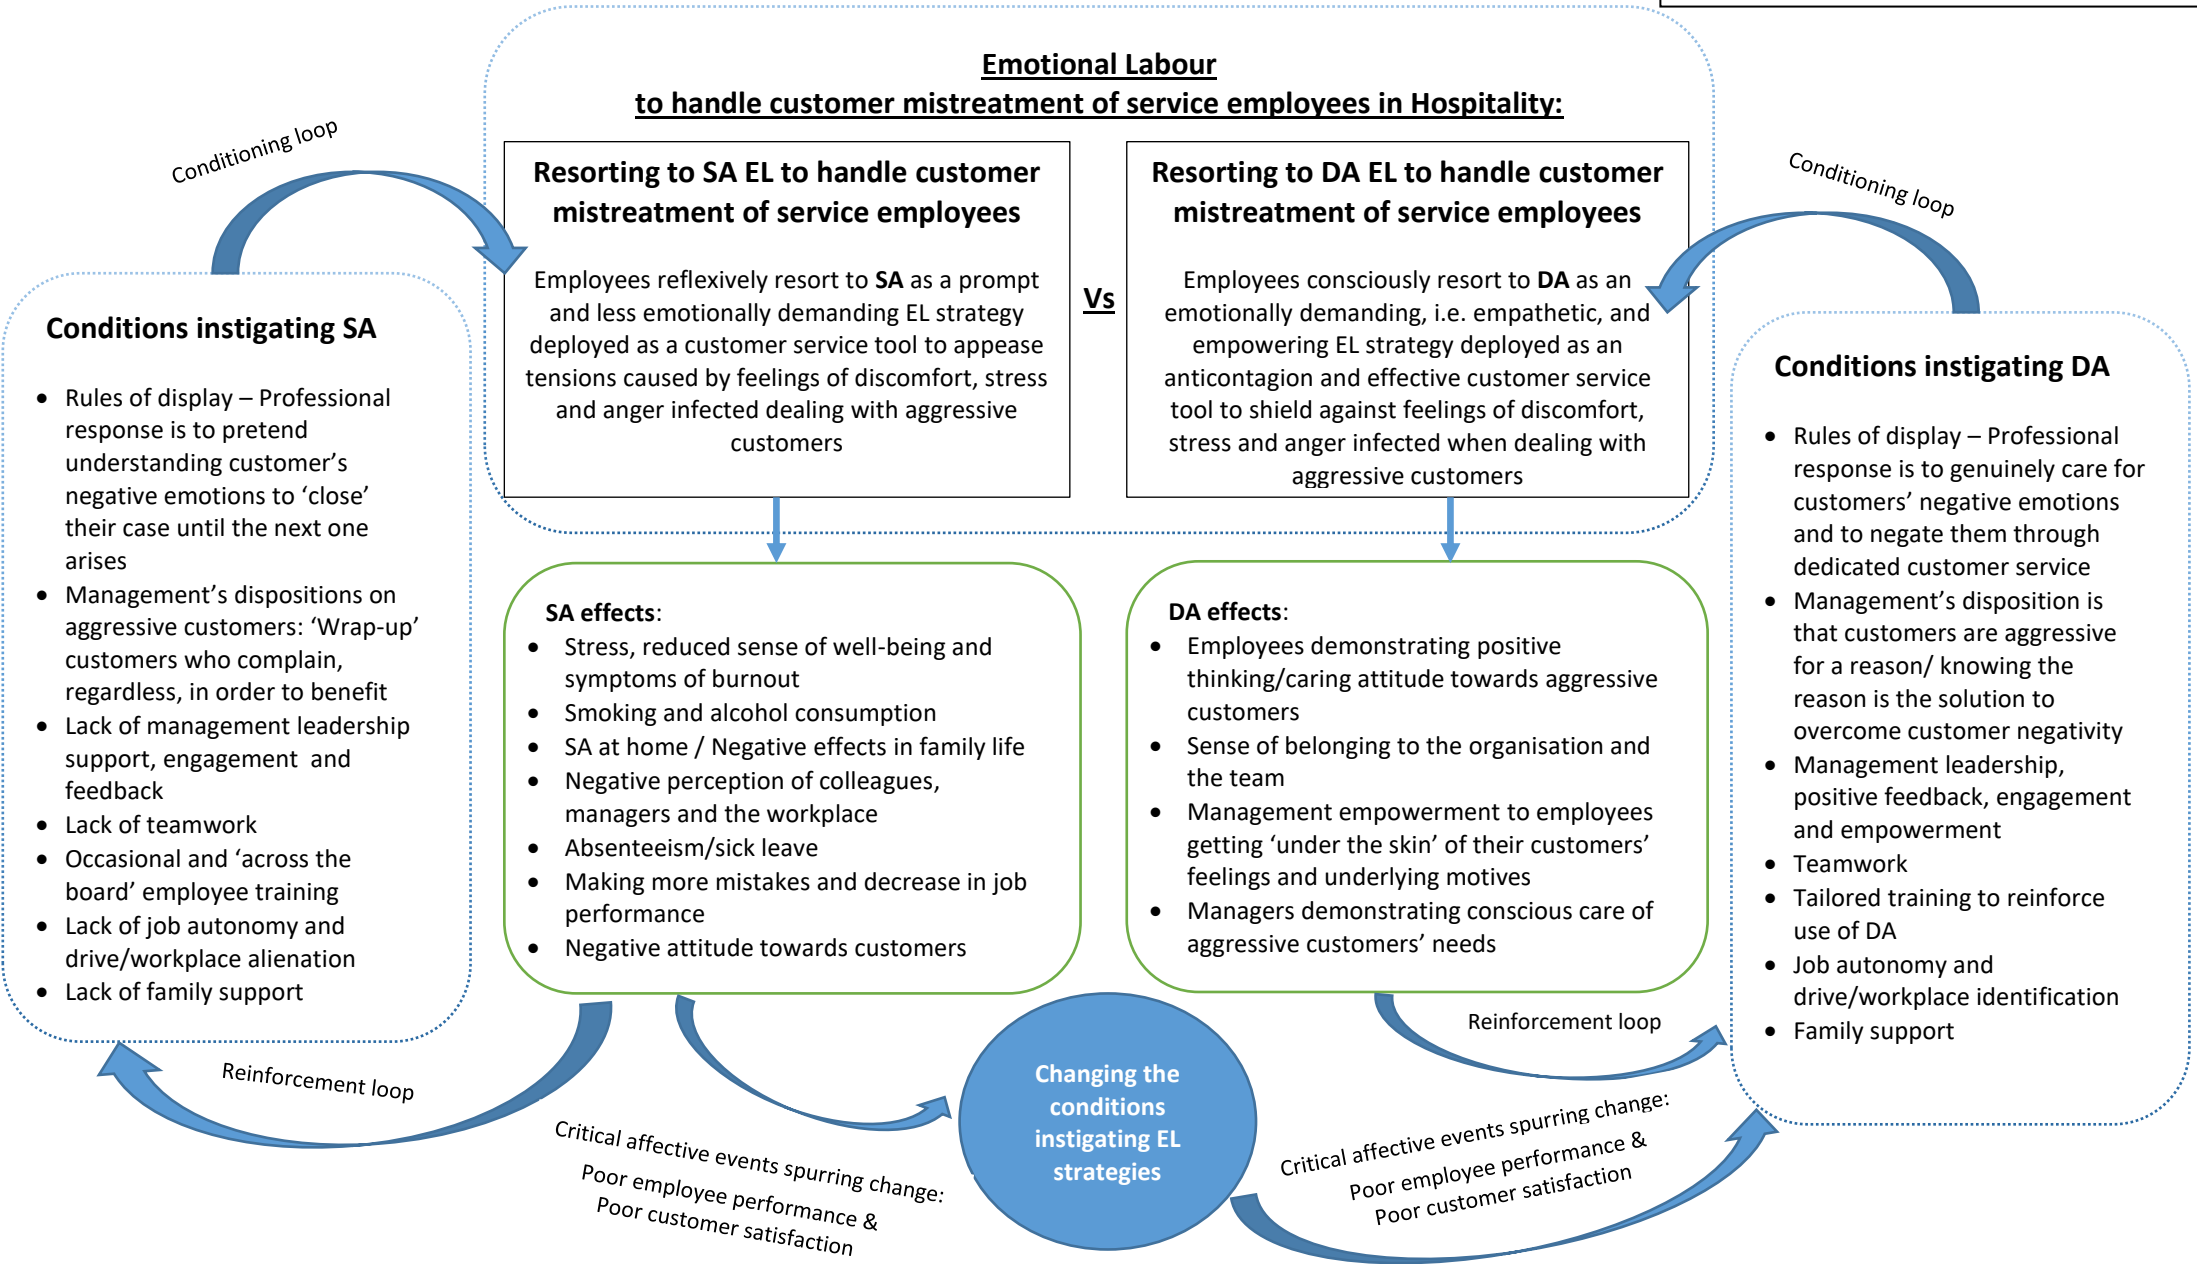 Emotional Labour
to handle customer mistreatment of service employees in Hospitality:
Conditioning loop
Resorting to SA EL to handle customer
mistreatment of service employees
Employees reflexively resort to SA as a prompt
and less emotionally demanding EL strategy
deployed as a customer service tool to appease
tensions caused by feelings of discomfort, stress
and anger infected dealing with aggressive
customers
Vs
Resorting to DA EL to handle customer
mistreatment of service employees
Employees consciously resort to DA as an
emotionally demanding, i.e. empathetic, and
empowering EL strategy deployed as an
anticontagion and effective customer service
tool to shield against feelings of discomfort,
stress and anger infected when dealing with
aggressive customers
Conditioning loop
Conditions instigating SA
• Rules of display – Professional
response is to pretend
understanding customer’s
negative emotions to ‘close’
their case until the next one
arises
• Management’s dispositions on
aggressive customers: ‘Wrap-up’
customers who complain,
regardless, in order to benefit
• Lack of management leadership
support, engagement and
feedback
• Lack of teamwork
• Occasional and ‘across the
board’ employee training
• Lack of job autonomy and
drive/workplace alienation
• Lack of family support
SA effects:
• Stress, reduced sense of well-being and
symptoms of burnout
• Smoking and alcohol consumption
• SA at home / Negative effects in family life
• Negative perception of colleagues,
managers and the workplace
• Absenteeism/sick leave
• Making more mistakes and decrease in job
performance
• Negative attitude towards customers
DA effects:
• Employees demonstrating positive
thinking/caring attitude towards aggressive
customers
• Sense of belonging to the organisation and
the team
• Management empowerment to employees
getting ‘under the skin’ of their customers’
feelings and underlying motives
• Managers demonstrating conscious care of
aggressive customers’ needs
Conditions instigating DA
• Rules of display – Professional
response is to genuinely care for
customers’ negative emotions
and to negate them through
dedicated customer service
• Management’s disposition is
that customers are aggressive
for a reason/ knowing the
reason is the solution to
overcome customer negativity
• Management leadership,
positive feedback, engagement
and empowerment
• Teamwork
• Tailored training to reinforce
use of DA
• Job autonomy and
drive/workplace identification
• Family support
Reinforcement loop
Critical affective events spurring change:
Poor employee performance &
Poor customer satisfaction
Changing the
conditions
instigating EL
strategies
Reinforcement loop
Critical affective events spurring change:
Poor employee performance &
Poor customer satisfaction